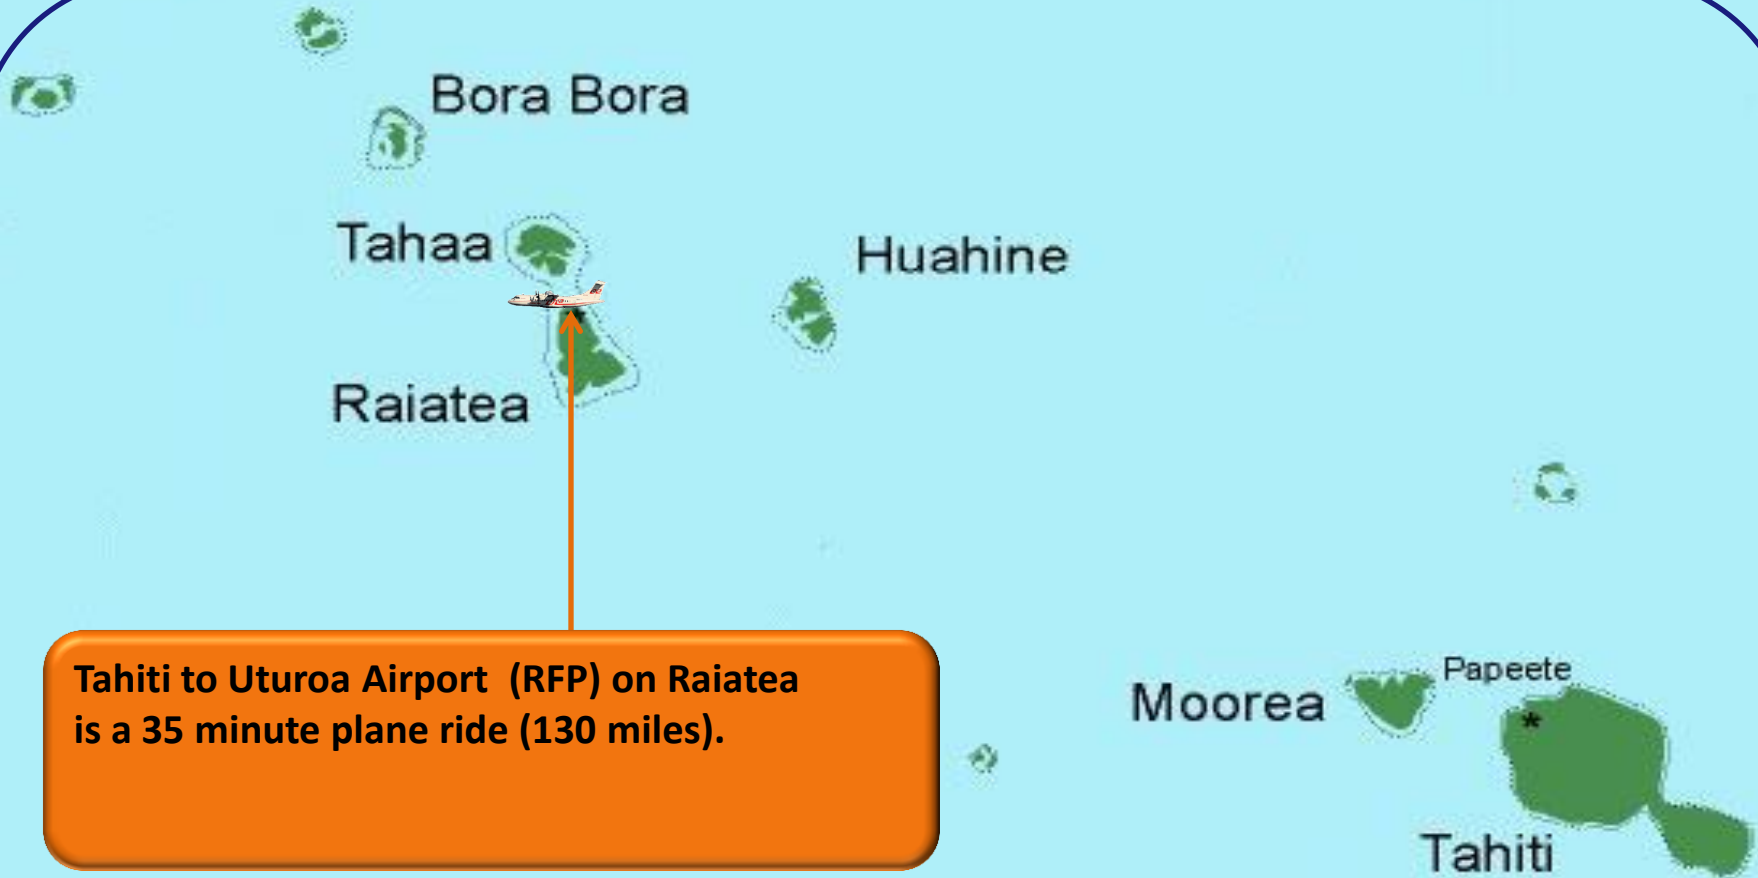 Bora Bora
Tahaa
Huahine
Raiatea
Tahiti to Uturoa Airport  (RFP) on Raiatea
is a 35 minute plane ride (130 miles).
Papeete
Moorea
*
Tahiti